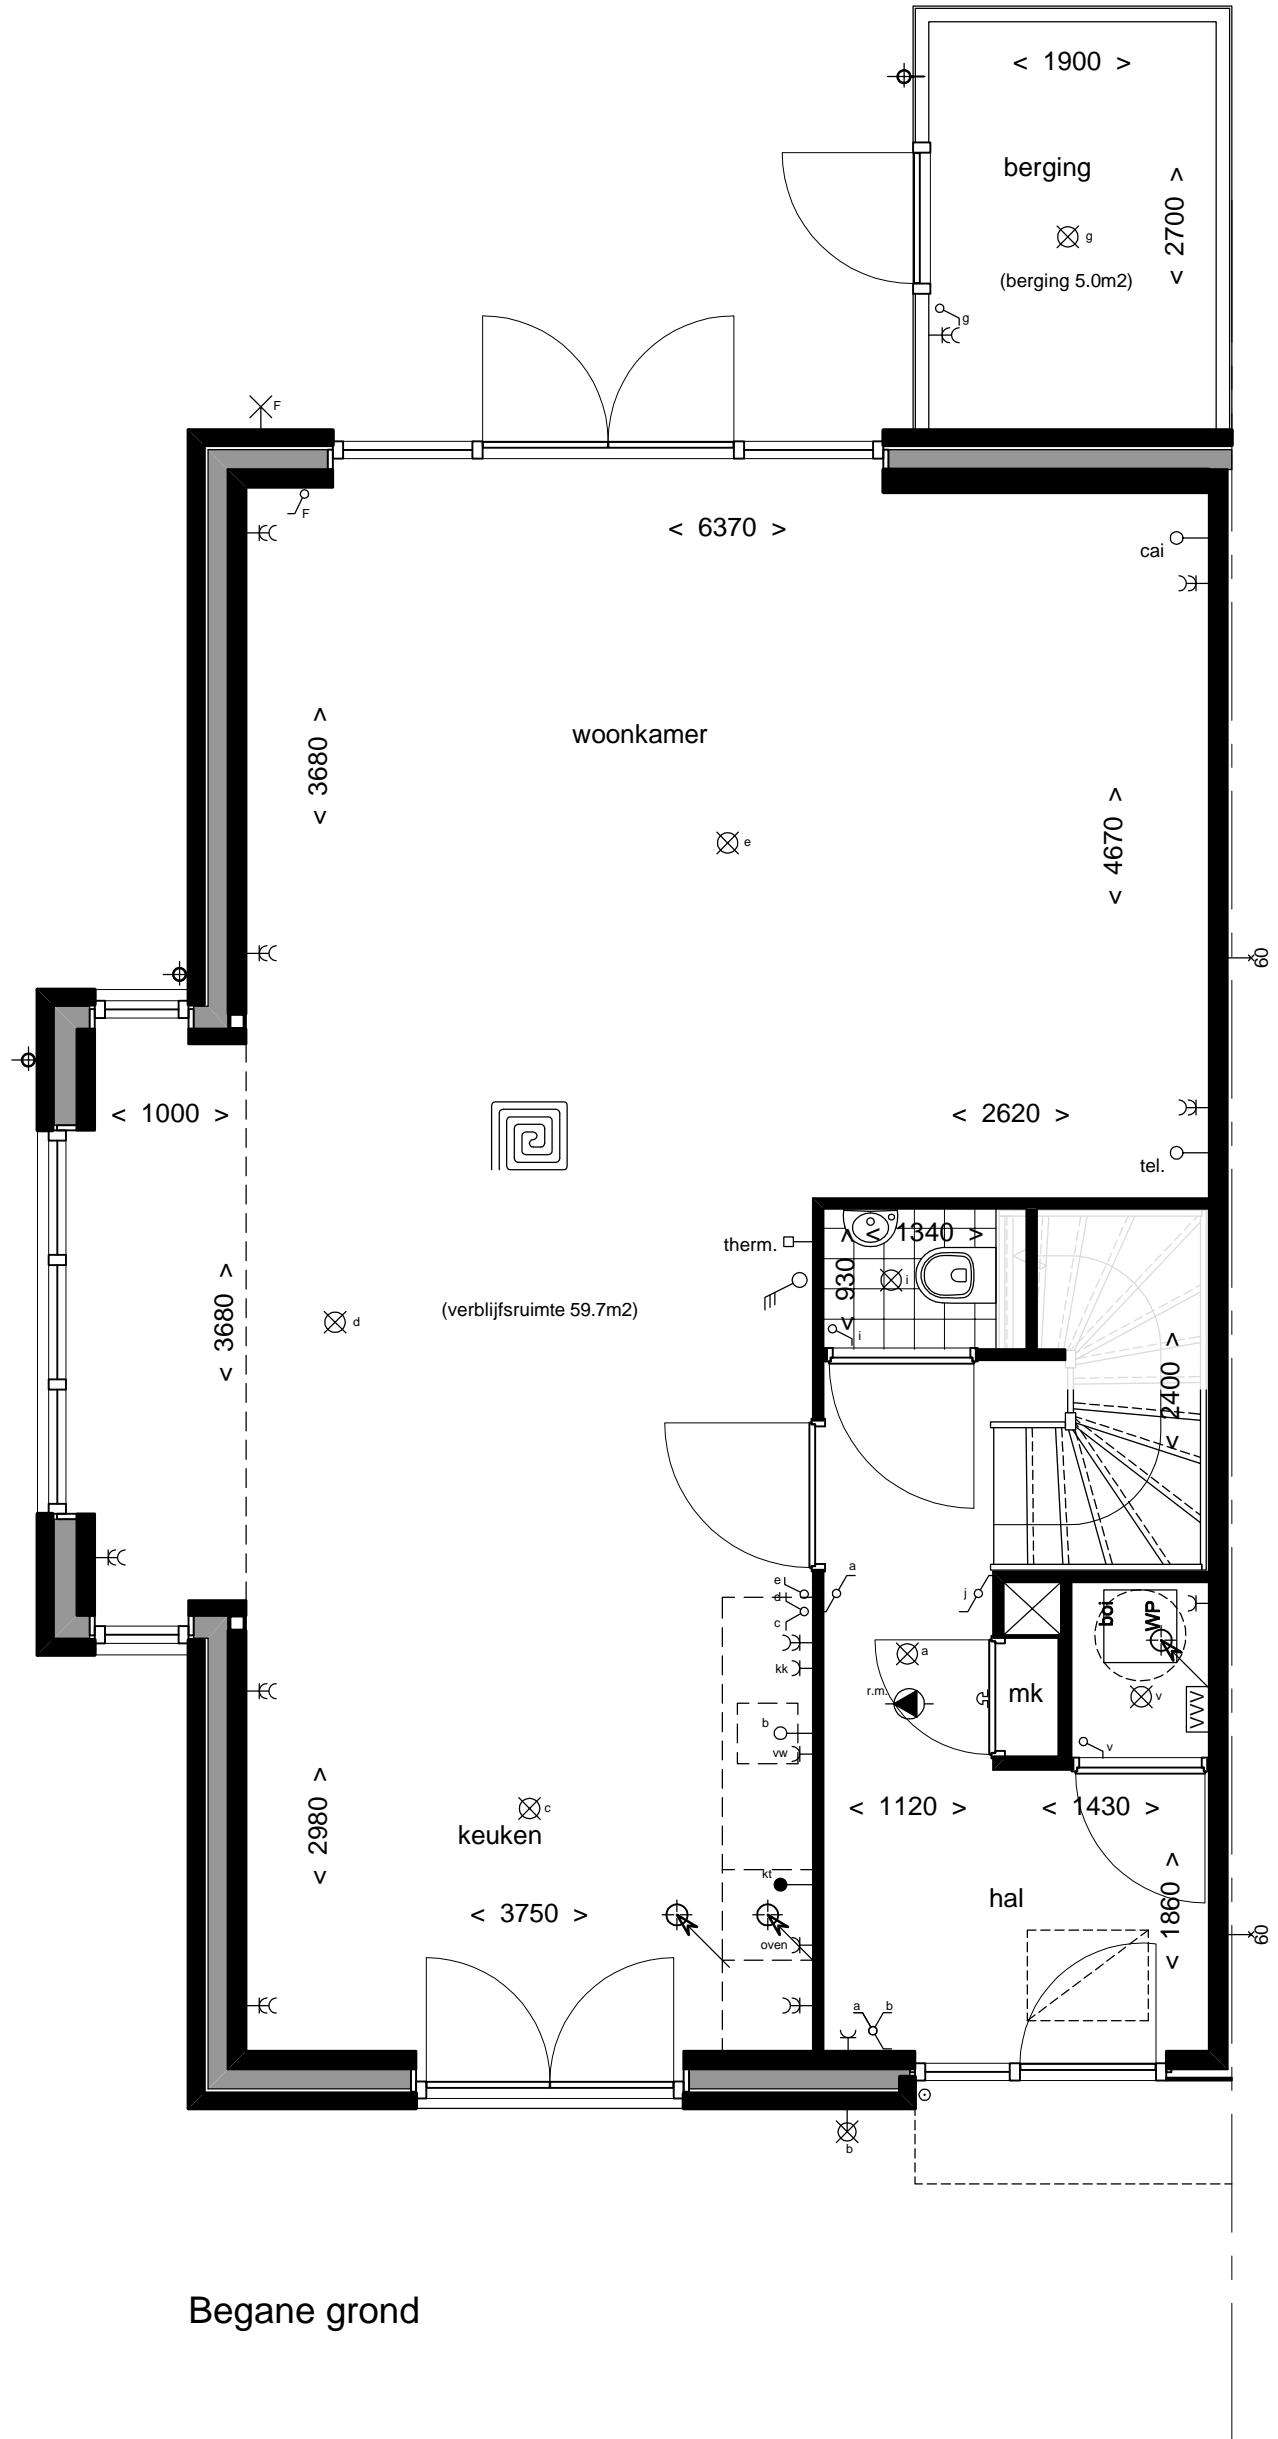 < 1900 >
berging
< 2700 >
g
(berging 5.0m2)
g
F
F
< 6370 >
cai
woonkamer
< 3680 >
e
< 4670 >
60
< 1000 >
< 2620 >
tel.
therm.
< 1340 >
< 930 >
i
i
(verblijfsruimte 59.7m2)
d
< 3680 >
< 2400 >
e
d
c
a
j
boi
WP
kk
a
r.m.
mk
v
b
vw
v
< 2980 >
c
keuken
< 1120 >
< 1430 >
kt
hal
< 3750 >
oven
< 1860 >
60
a
b
b
Begane grond